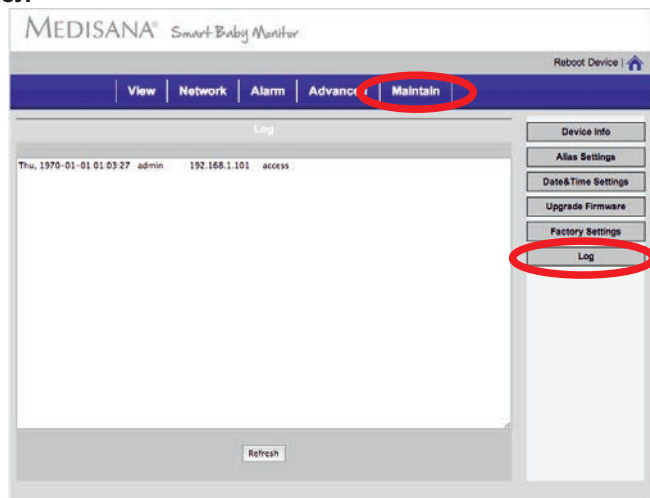 MEDISANA® Smart Baby Monitor
Reboot Device |
View | Network | Alarm | Advanced | Maintain
Log
Thu, 1970-01-01 01:03:27 admin 192.168.1.101 access
Refresh
Device Info
Alias Settings
Date&Time Settings
Upgrade Firmware
Factory Settings
Log